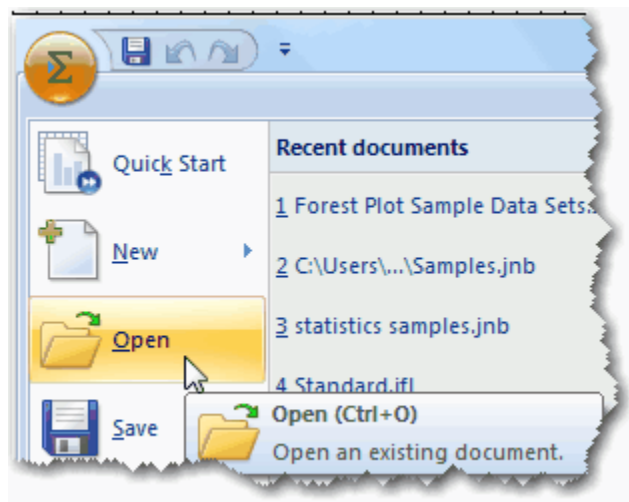 Σ
Quick Start
New
Open
Save
Recent documents
1 Forest Plot Sample Data Sets...
2 C:\Users\...\Samples.jnb
3 statistics samples.jnb
4 Standard.jfl
Open (Ctrl+O)
Open an existing document.